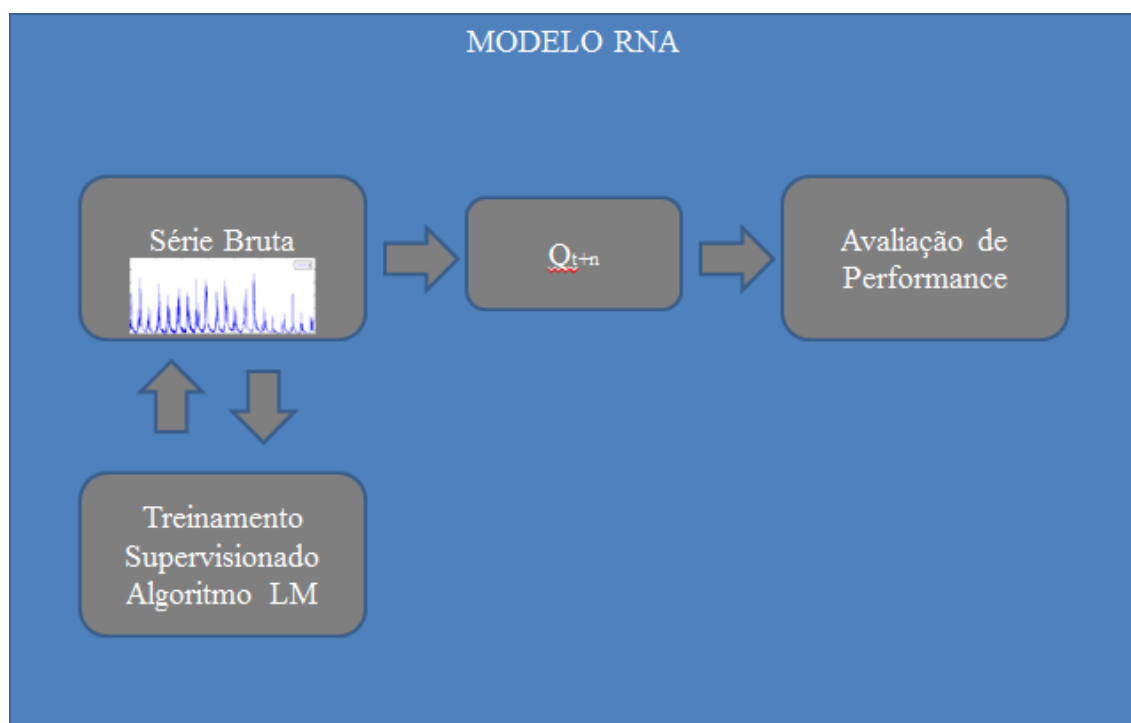 MODELO RNA
Série Bruta
Qt+n
Avaliação de
Performance
Treinamento
Supervisionado
Algoritmo LM